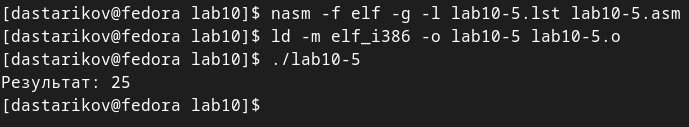 [dastarikov@fedora lab10]$ nasm -f elf -g -l lab10-5.lst lab10-5.asm
[dastarikov@fedora lab10]$ ld -m elf_i386 -o lab10-5 lab10-5.o
[dastarikov@fedora lab10]$ ./lab10-5
Результат: 25
[dastarikov@fedora lab10]$